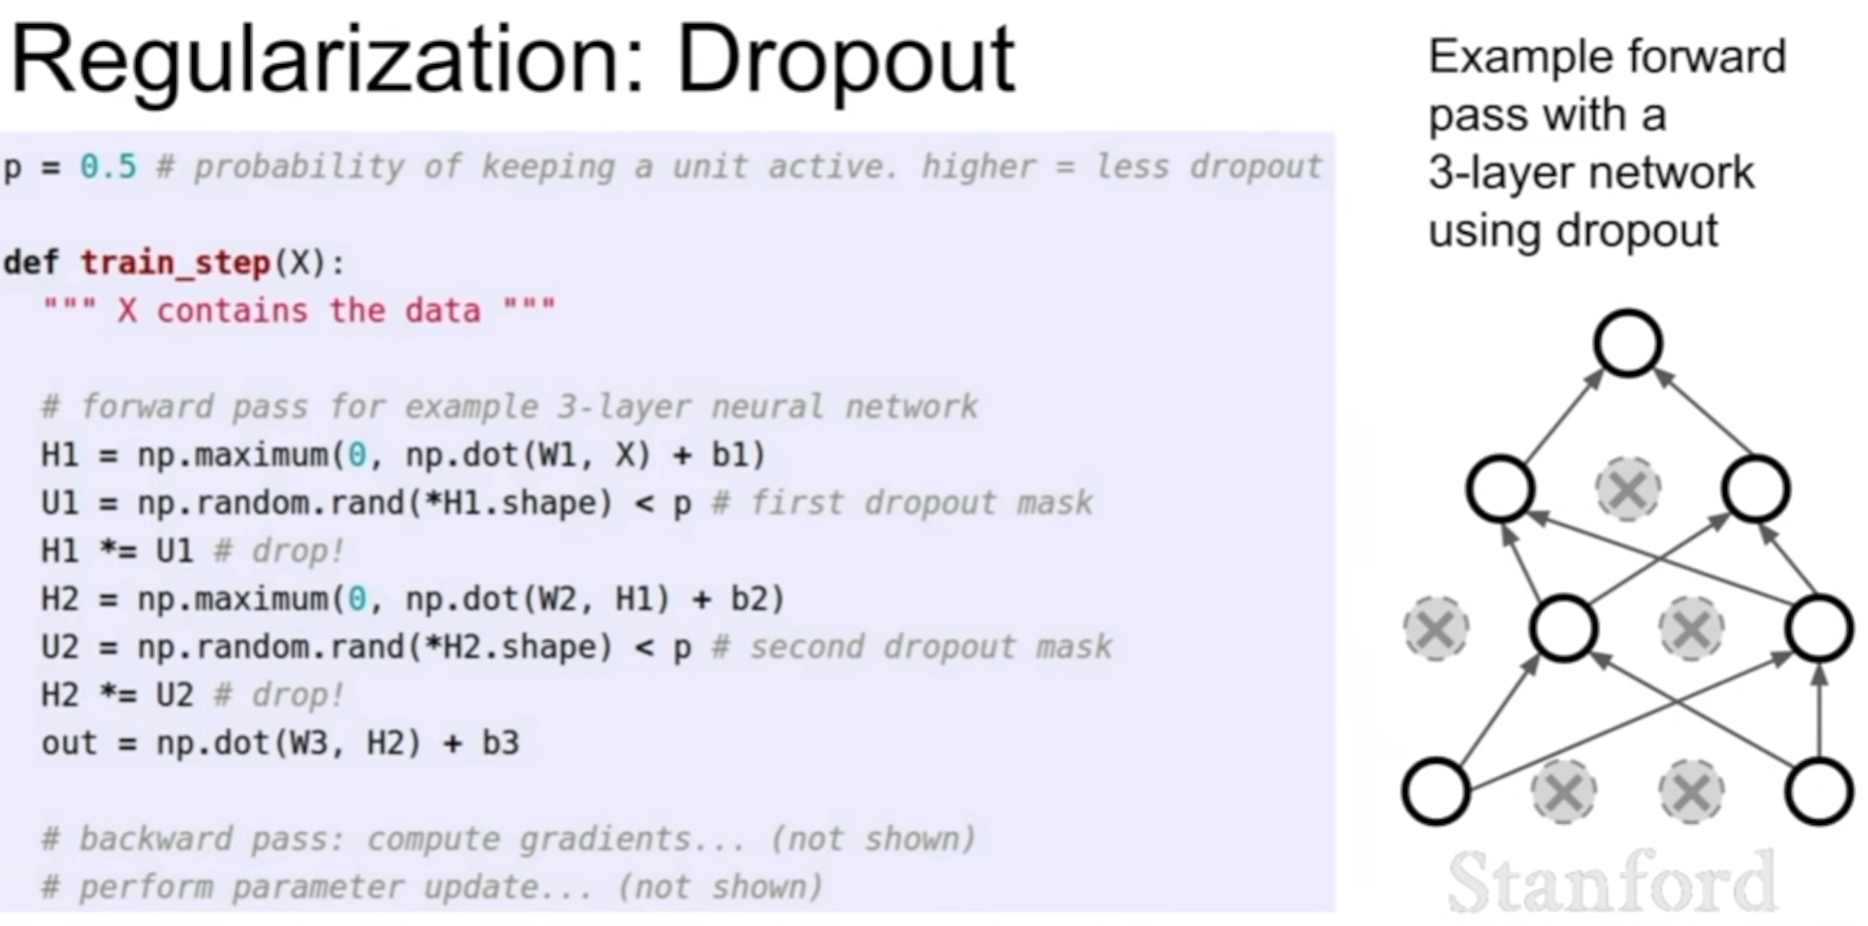 Regularization: Dropout
p = 0.5 # probability of keeping a unit active. higher = less dropout
def train_step(X):
""" X contains the data """
# forward pass for example 3-layer neural network
H1 = np.maximum(0, np.dot(W1, X) + b1)
U1 = np.random.rand(*H1.shape) < p # first dropout mask
H1 *= U1 # drop!
H2 = np.maximum(0, np.dot(W2, H1) + b2)
U2 = np.random.rand(*H2.shape) < p # second dropout mask
H2 *= U2 # drop!
out = np.dot(W3, H2) + b3
# backward pass: compute gradients... (not shown)
# perform parameter update... (not shown)
Example forward
pass with a
3-layer network
using dropout
Stanford